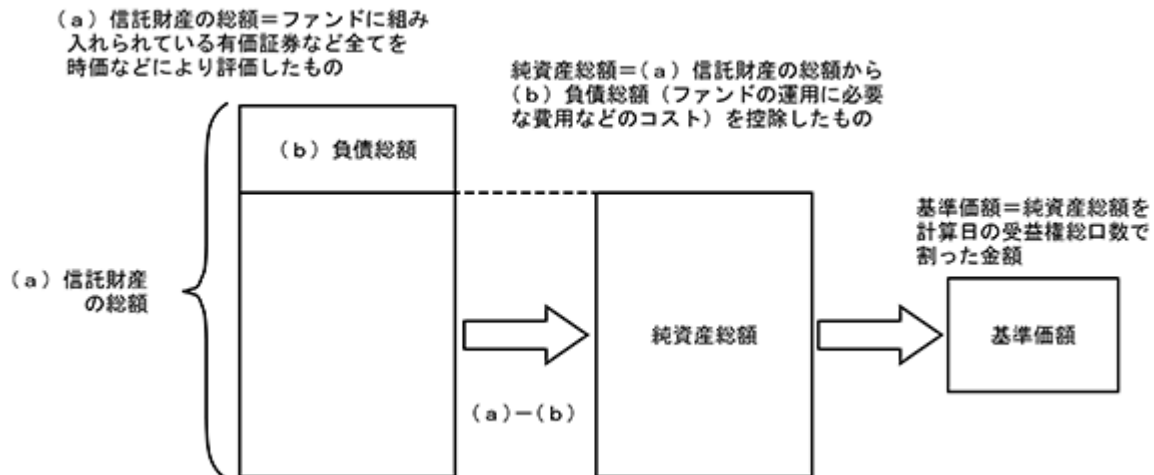 （ａ）信託財産の総額＝ファンドに組み
入れられている有価証券など全てを
時価などにより評価したもの
純資産総額＝（ａ）信託財産の総額から
（ｂ）負債総額（ファンドの運用に必要
な費用などのコスト）を控除したもの
（ｂ）負債総額
基準価額＝純資産総額を
計算日の受益権総口数で
割った金額
（ａ）信託財産
の総額
純資産総額
基準価額
（ａ）－（ｂ）